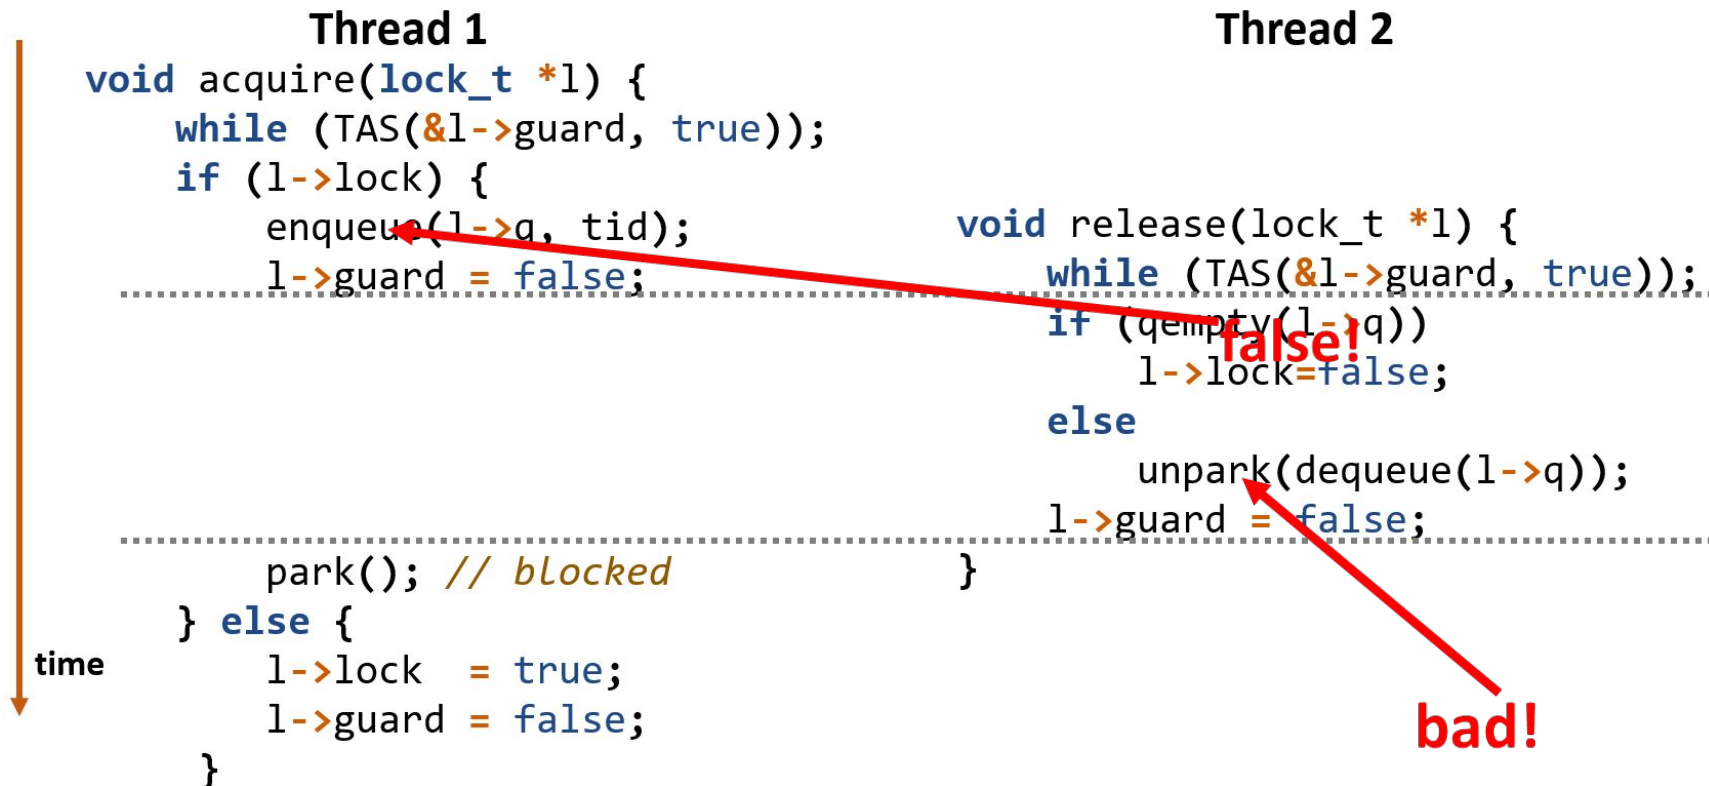 Thread 1
void acquire(lock_t *l) {
while (TAS(&l->guard, true));
if (l->lock) {
enqueue(l->q, tid);
l->guard = false;
park(); // blocked
} else {
l->lock = true;
l->guard = false;
}
Thread 2
void release(lock_t *l) {
while (TAS(&l->guard, true));
if (qempty(l->q))
false!
l->lock=false;
else
unpark(dequeue(l->q));
l->guard = false;
}
bad!
time